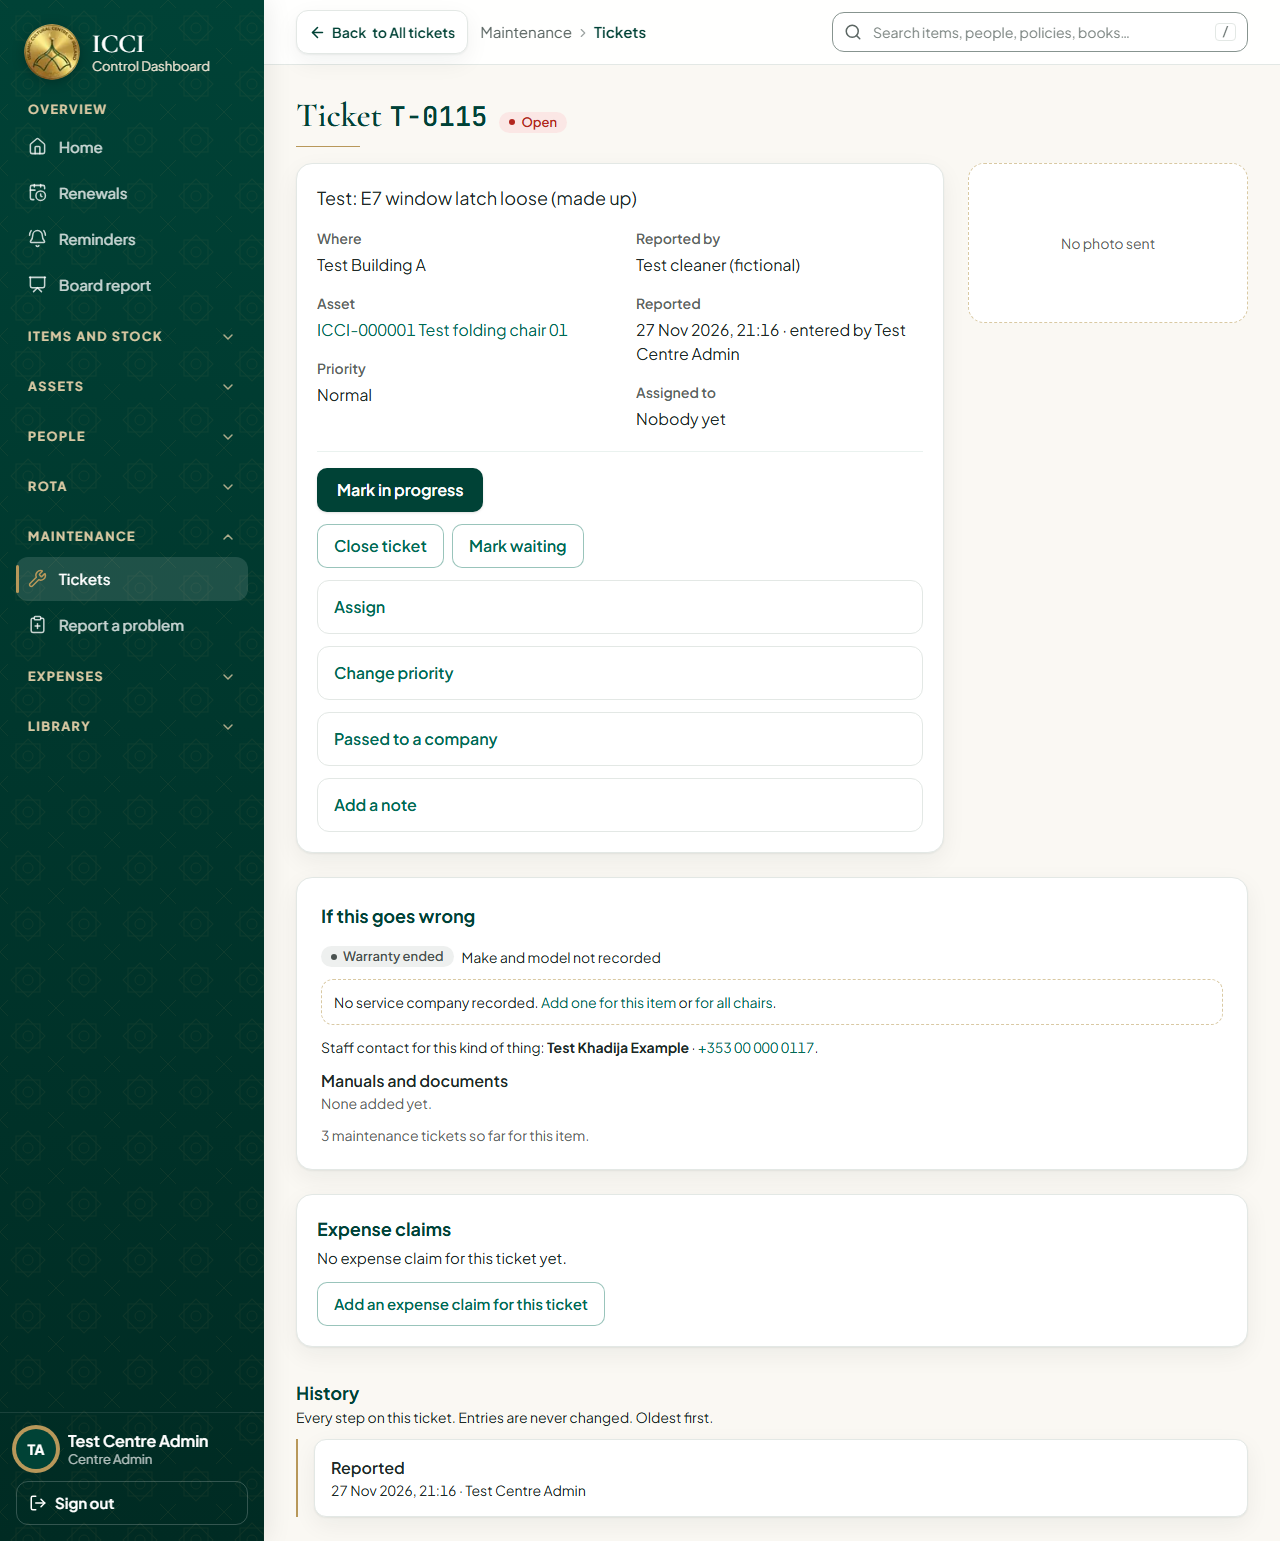 ICCI
Control Dashboard
OVERVIEW
Home
Renewals
Reminders
Board report
ITEMS AND STOCK
ASSETS
PEOPLE
ROTA
MAINTENANCE
Tickets
Report a problem
EXPENSES
LIBRARY
TA
Test Centre Admin
Centre Admin
Sign out
Back to All tickets
Maintenance › Tickets
Search items, people, policies, books…
/
Ticket T-0115
Open
Test: E7 window latch loose (made up)
Where
Test Building A
Asset
ICCI-000001 Test folding chair 01
Priority
Normal
Reported by
Test cleaner (fictional)
Reported
27 Nov 2026, 21:16 · entered by Test
Centre Admin
Assigned to
Nobody yet
No photo sent
Mark in progress
Close ticket
Mark waiting
Assign
Change priority
Passed to a company
Add a note
If this goes wrong
Warranty ended
Make and model not recorded
No service company recorded. Add one for this item or for all chairs.
Staff contact for this kind of thing: Test Khadija Example · +353 00 000 0117.
Manuals and documents
None added yet.
3 maintenance tickets so far for this item.
Expense claims
No expense claim for this ticket yet.
Add an expense claim for this ticket
History
Every step on this ticket. Entries are never changed. Oldest first.
Reported
27 Nov 2026, 21:16 · Test Centre Admin